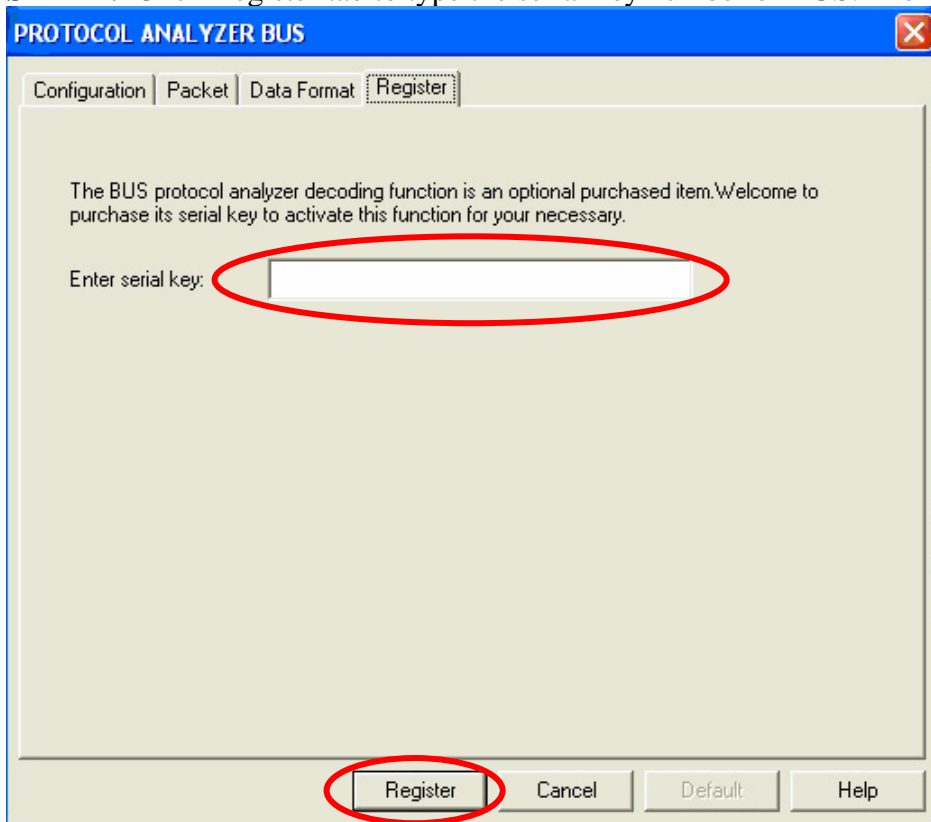 PROTOCOL ANALYZER BUS
Configuration Packet Data Format Register
The BUS protocol analyzer decoding function is an optional purchased item.Welcome to
purchase its serial key to activate this function for your necessary.
Enter serial key:
Register Cancel Default Help